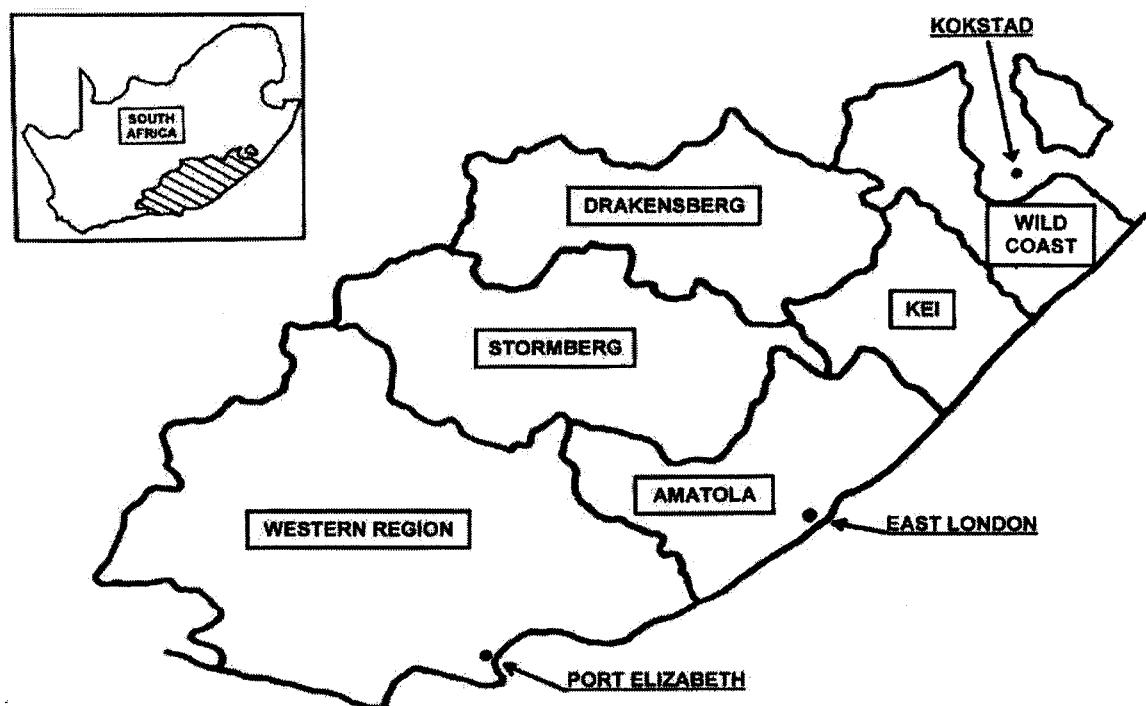 KOKSTAD
SOUTH
AFRICA
DRAKENSBERG
WILD
COAST
KEI
STORMBERG
AMATOLA
WESTERN REGION
EAST LONDON
PORT ELIZABETH